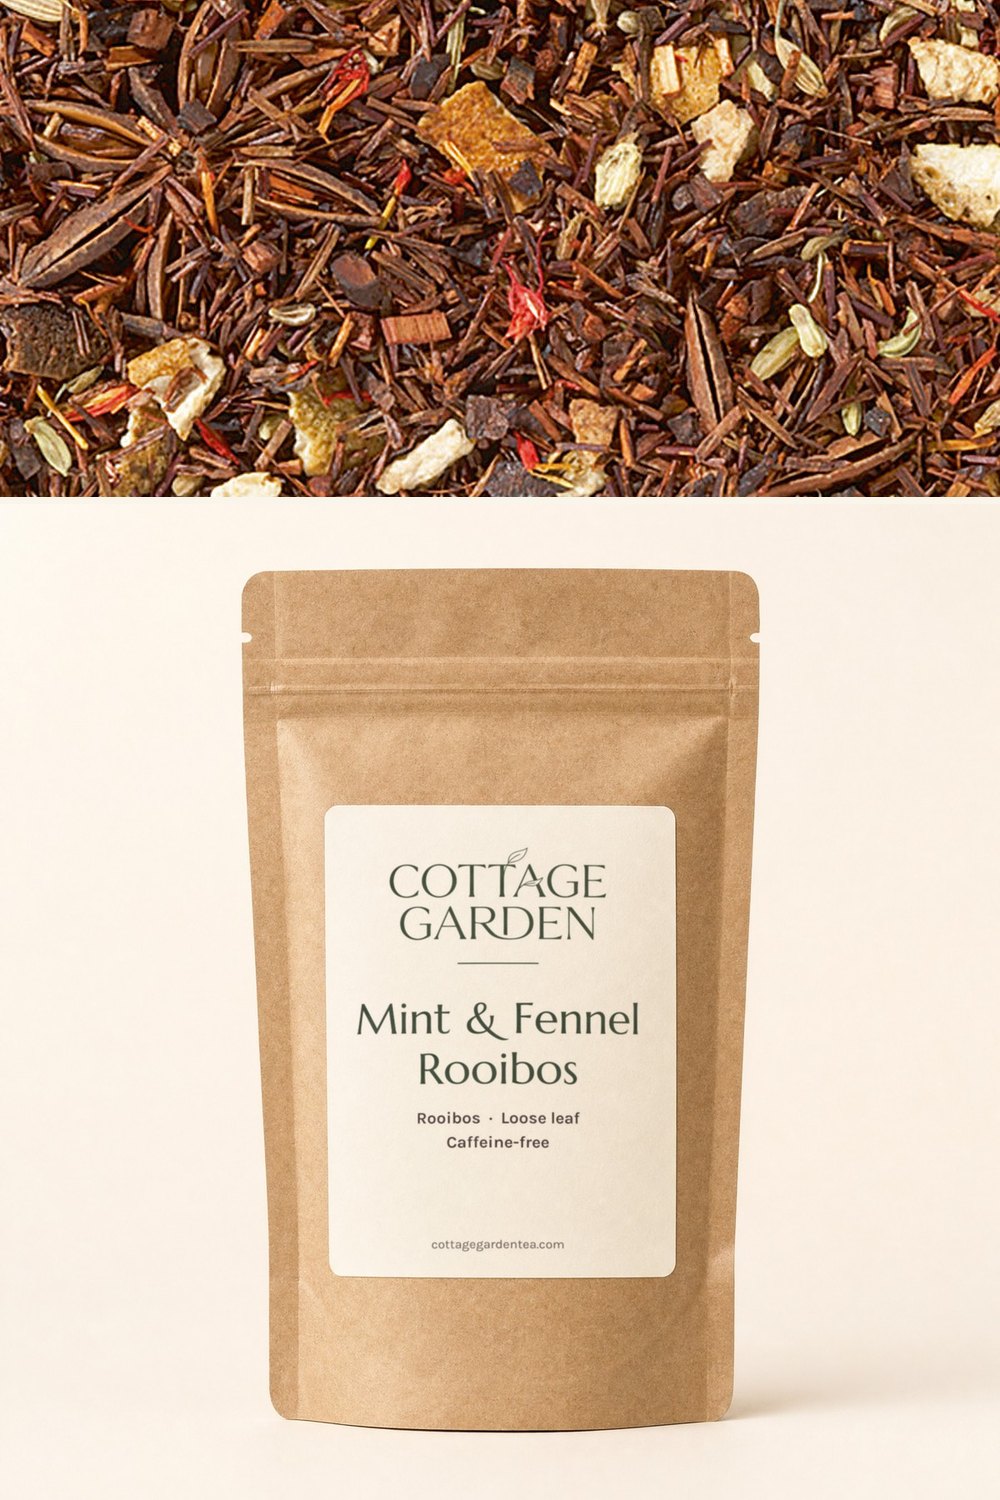 COTTAGE
GARDEN
Mint & Fennel
Rooibos
Rooibos · Loose leaf
Caffeine-free
cottagegardentea.com